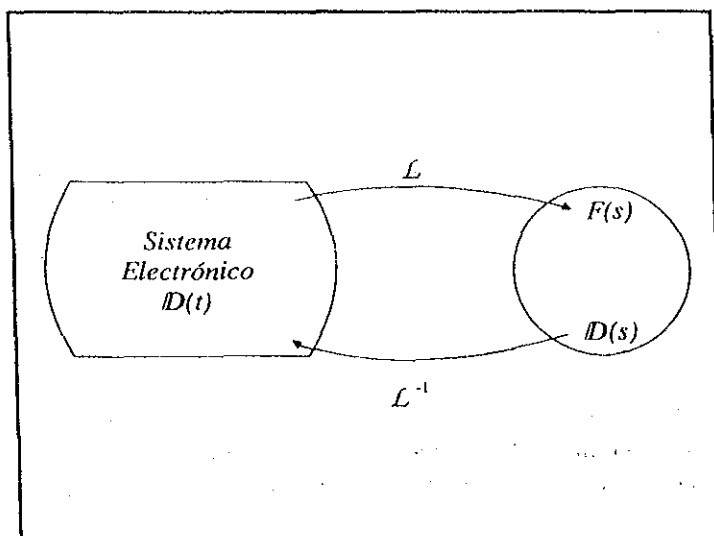 ℒ
F(s)
Sistema
Electrónico
𝔻(t)
𝔻(s)
ℒ⁻¹